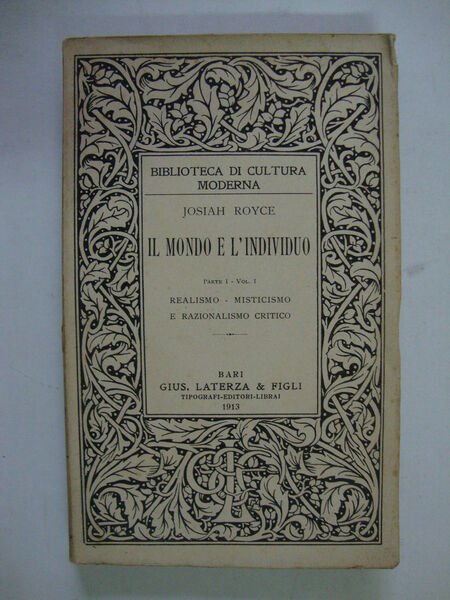 BIBLIOTECA DI CULTURA
MODERNA
JOSIAH ROYCE
IL MONDO E L'INDIVIDUO
PARTE I - VOL. I
REALISMO - MISTICISMO
E RAZIONALISMO CRITICO
BARI
GIUS. LATERZA & FIGLI
TIPOGRAFI-EDITORI-LIBRAI
1913